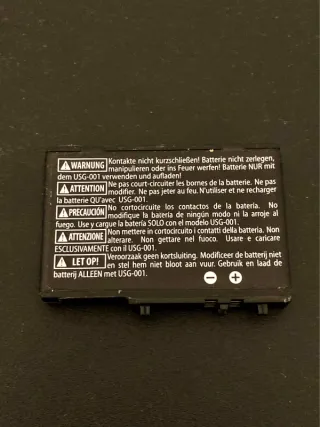 WARNUNG Kontakte nicht kurzschließen! Batterie nicht zerlegen,
manipulieren oder ins Feuer werfen! Batterie NUR mit
dem USG-001 verwenden und aufladen!
ATTENTION Ne pas court-circuiter les bornes de la batterie. Ne pas
modifier. Ne pas jeter au feu. N'utiliser et ne recharger
la batterie QU'avec USG-001.
PRECAUCIÓN No cortocircuite los contactos de la batería. No
modifique la batería de ningún modo ni la arroje al
fuego. Use y cargue la batería SOLO con el modelo USG-001.
ATTENZIONE Non mettere in cortocircuito i contatti della batteria. Non
alterare. Non gettare nel fuoco. Usare e caricare
ESCLUSIVAMENTE con il USG-001.
LET OP! Veroorzaak geen kortsluiting. Modificeer de batterij niet
en stel hem niet bloot aan vuur. Gebruik en laad de
batterij ALLEEN met USG-001.
- +